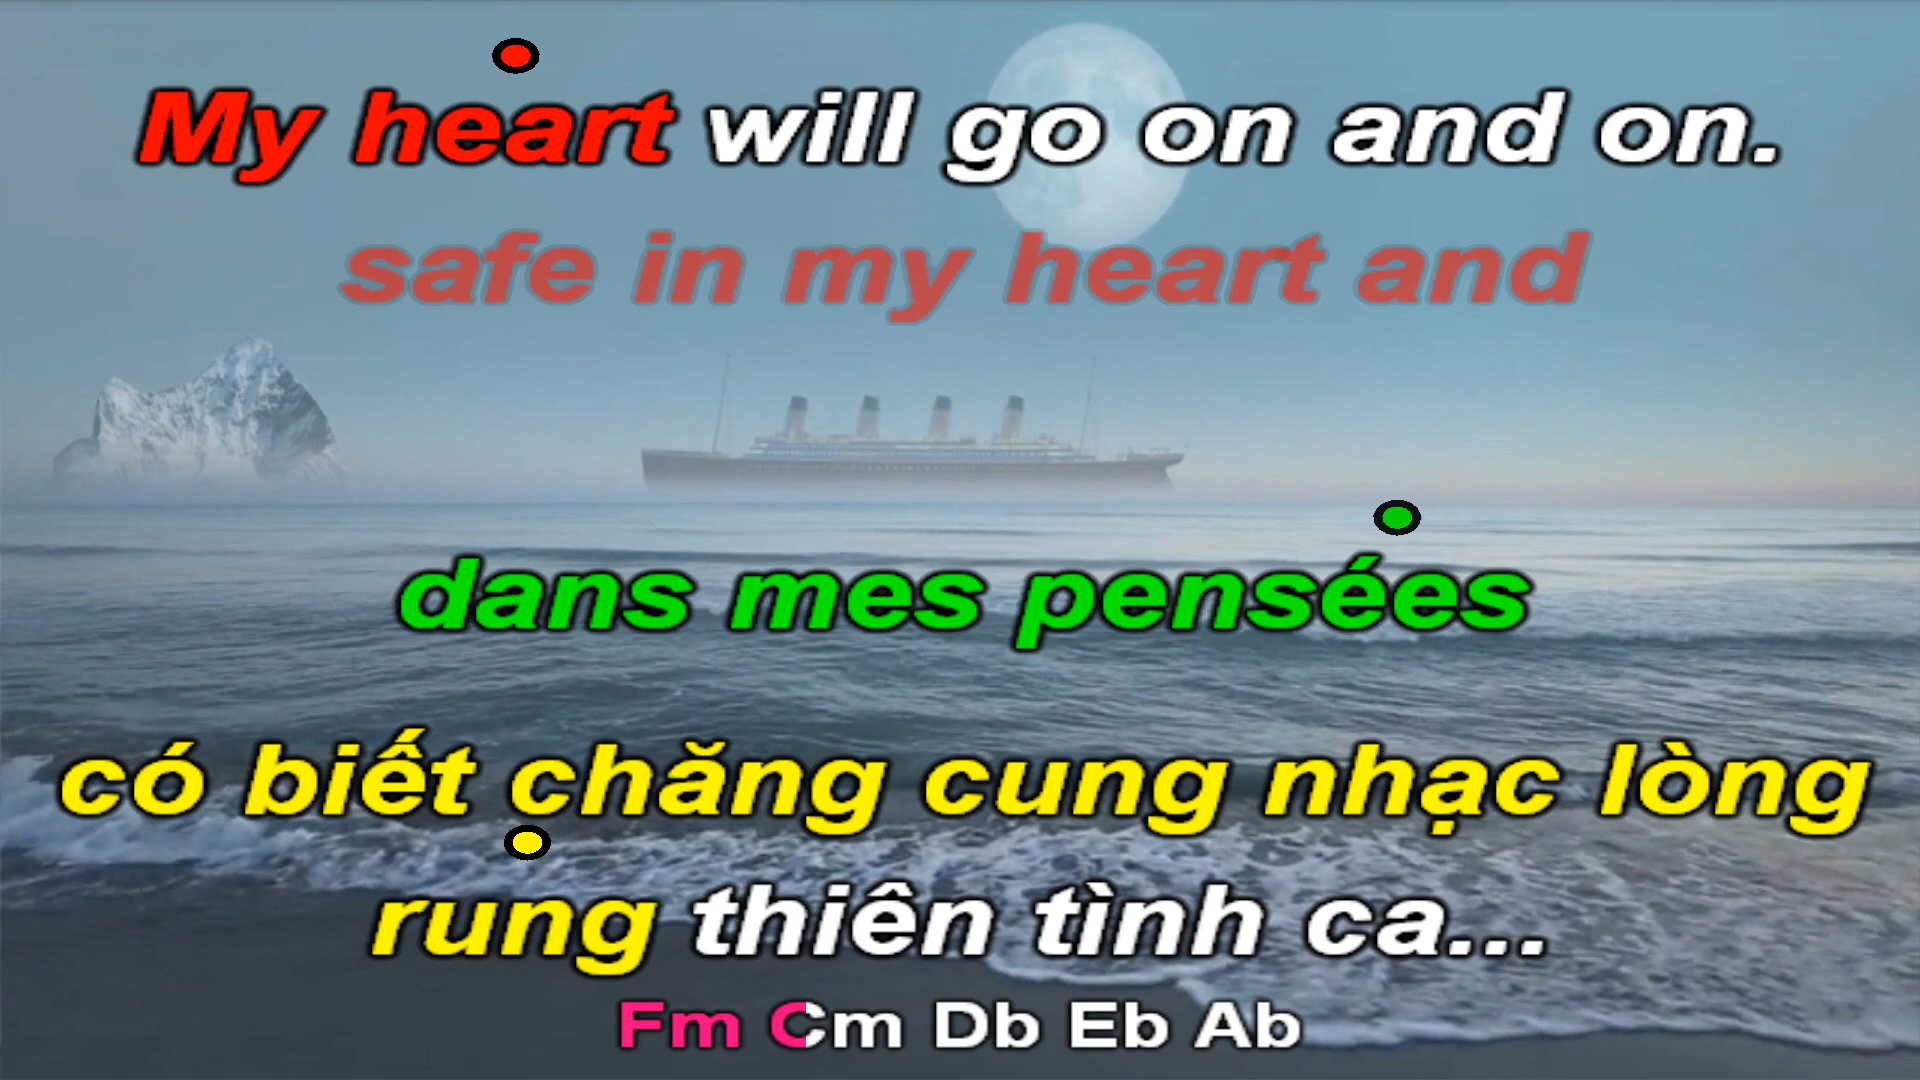 My heart will go on and on.
safe in my heart and
dans mes pensées
có biết chăng cung nhạc lòng
rung thiên tình ca...
Fm Cm Db Eb Ab